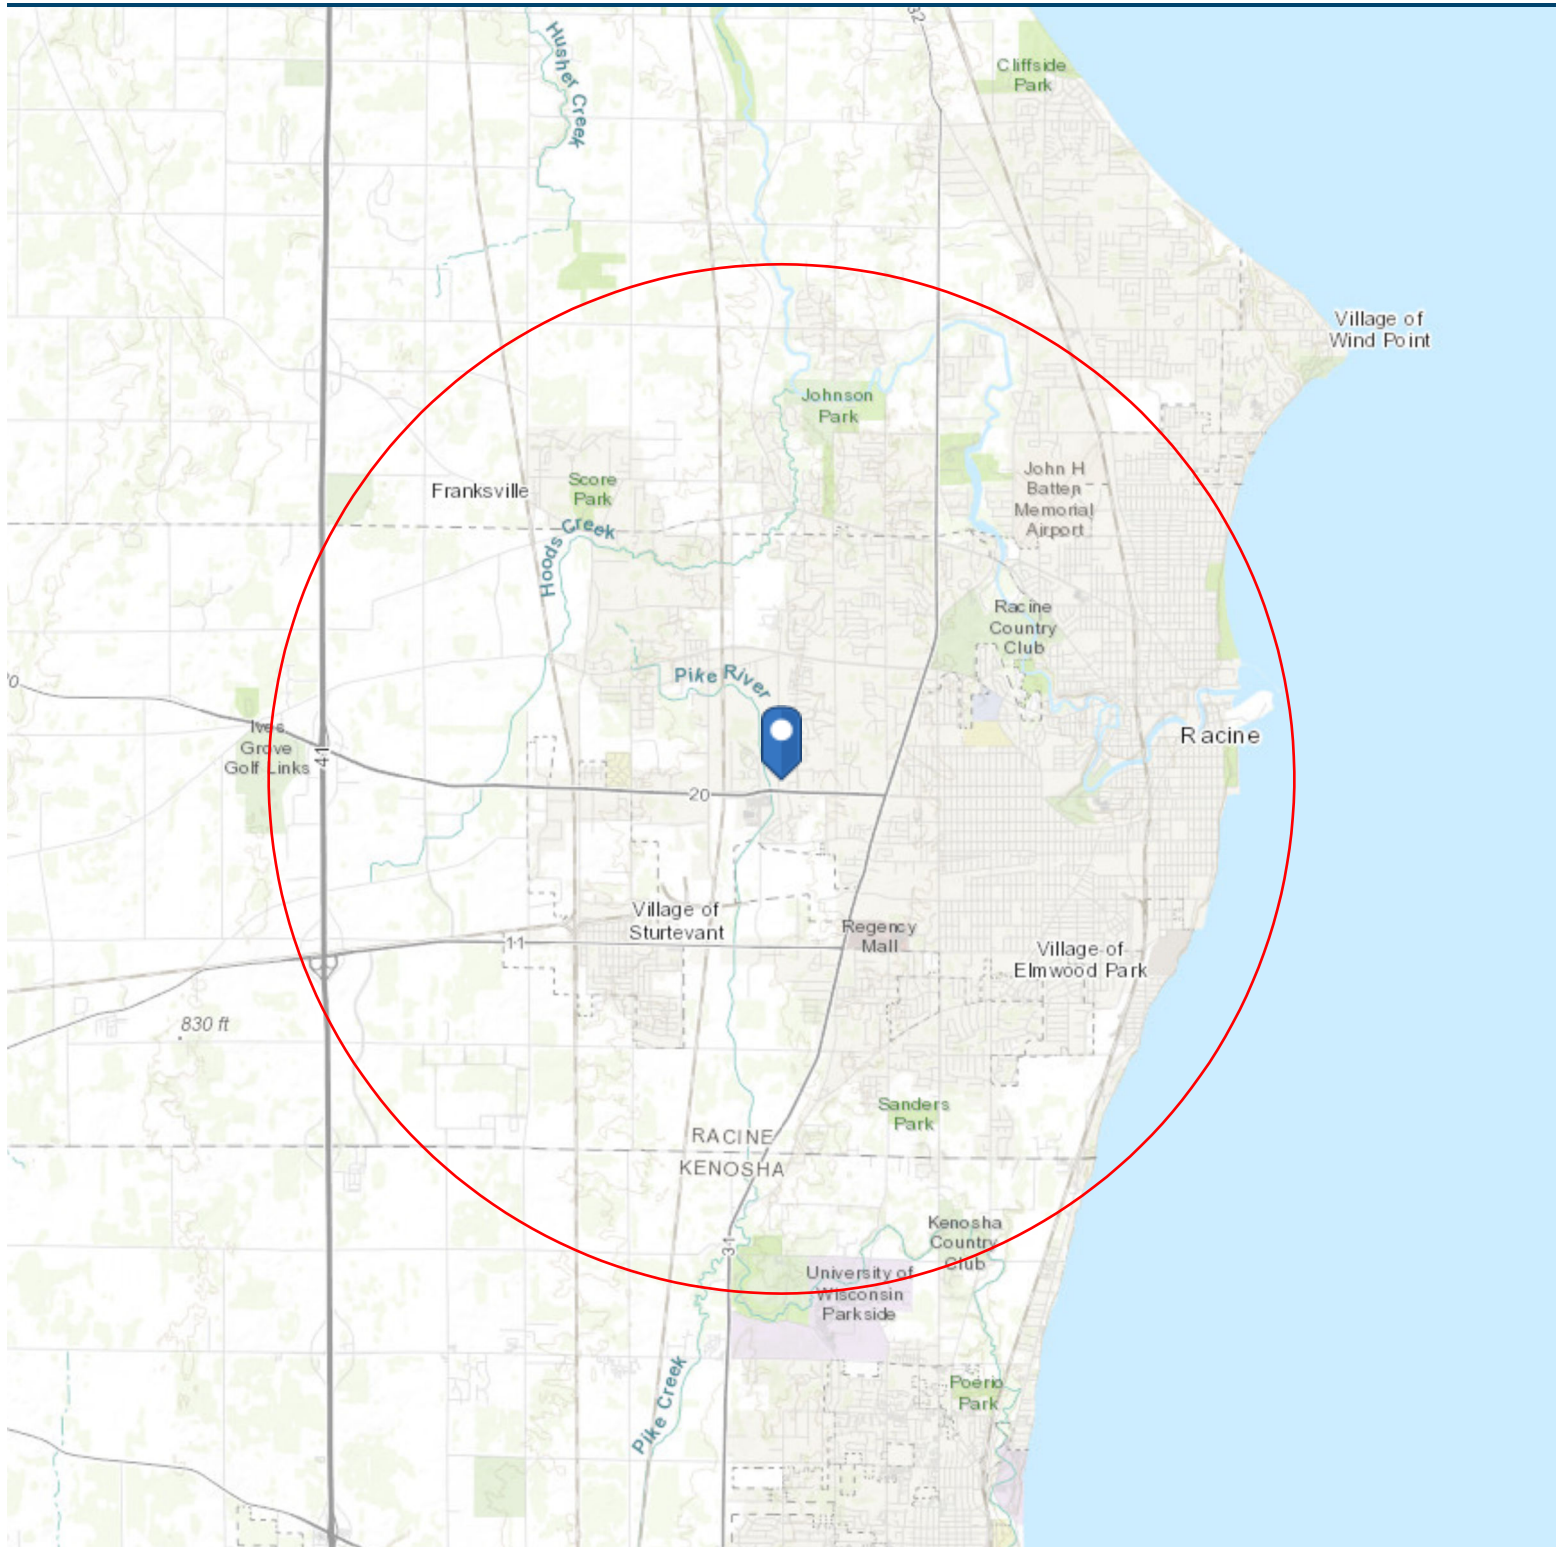 32
Husher Creek
Cliffside
Park
Village of
Wind Point
Johnson
Park
Score
Park
Franksville
John H
Batten
Memorial
Airport
Hoods Creek
Racine
Country
Club
Pike River
Ives
Grove
Golf Links
41
Racine
20
Village of
Sturtevant
11
Regency
Mall
Village of
Elmwood Park
830 ft
Sanders
Park
RACINE
KENOSHA
Kenosha
Country
Club
31
University of
Wisconsin
Parkside
Pike Creek
Poerio
Park